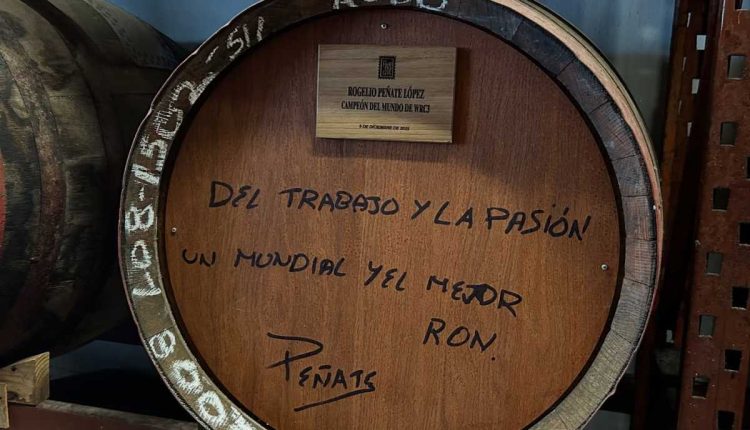 ROGELIO PEÑATE LÓPEZ
CAMPEÓN DEL MUNDO DE WRC3
DEL TRABAJO Y LA PASIÓN
UN MUNDIAL Y EL MEJOR
RON.
PEÑATE